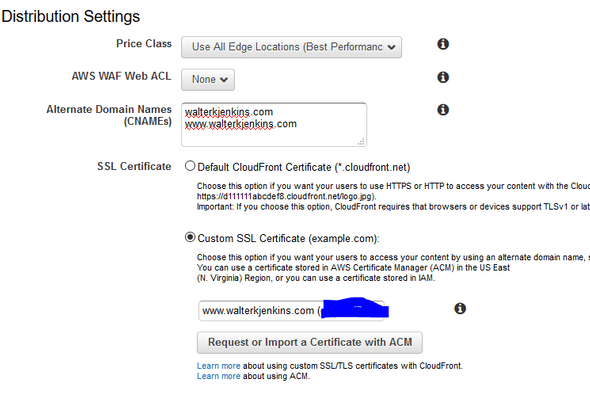 Distribution Settings
Price Class Use All Edge Locations (Best Performanc
AWS WAF Web ACL None
Alternate Domain Names
(CNAMEs)
walterkjenkins.com
www.walterkjenkins.com
SSL Certificate Default CloudFront Certificate (*.cloudfront.net)
Choose this option if you want your users to use HTTPS or HTTP to access your content with the Clou
https://d111111abcdef8.cloudfront.net/logo.jpg).
Important: If you choose this option, CloudFront requires that browsers or devices support TLSv1 or lat
Custom SSL Certificate (example.com):
Choose this option if you want your users to access your content by using an alternate domain name, s
You can use a certificate stored in AWS Certificate Manager (ACM) in the US East
(N. Virginia) Region, or you can use a certificate stored in IAM.
www.walterkjenkins.com (
Request or Import a Certificate with ACM
Learn more about using custom SSL/TLS certificates with CloudFront.
Learn more about using ACM.